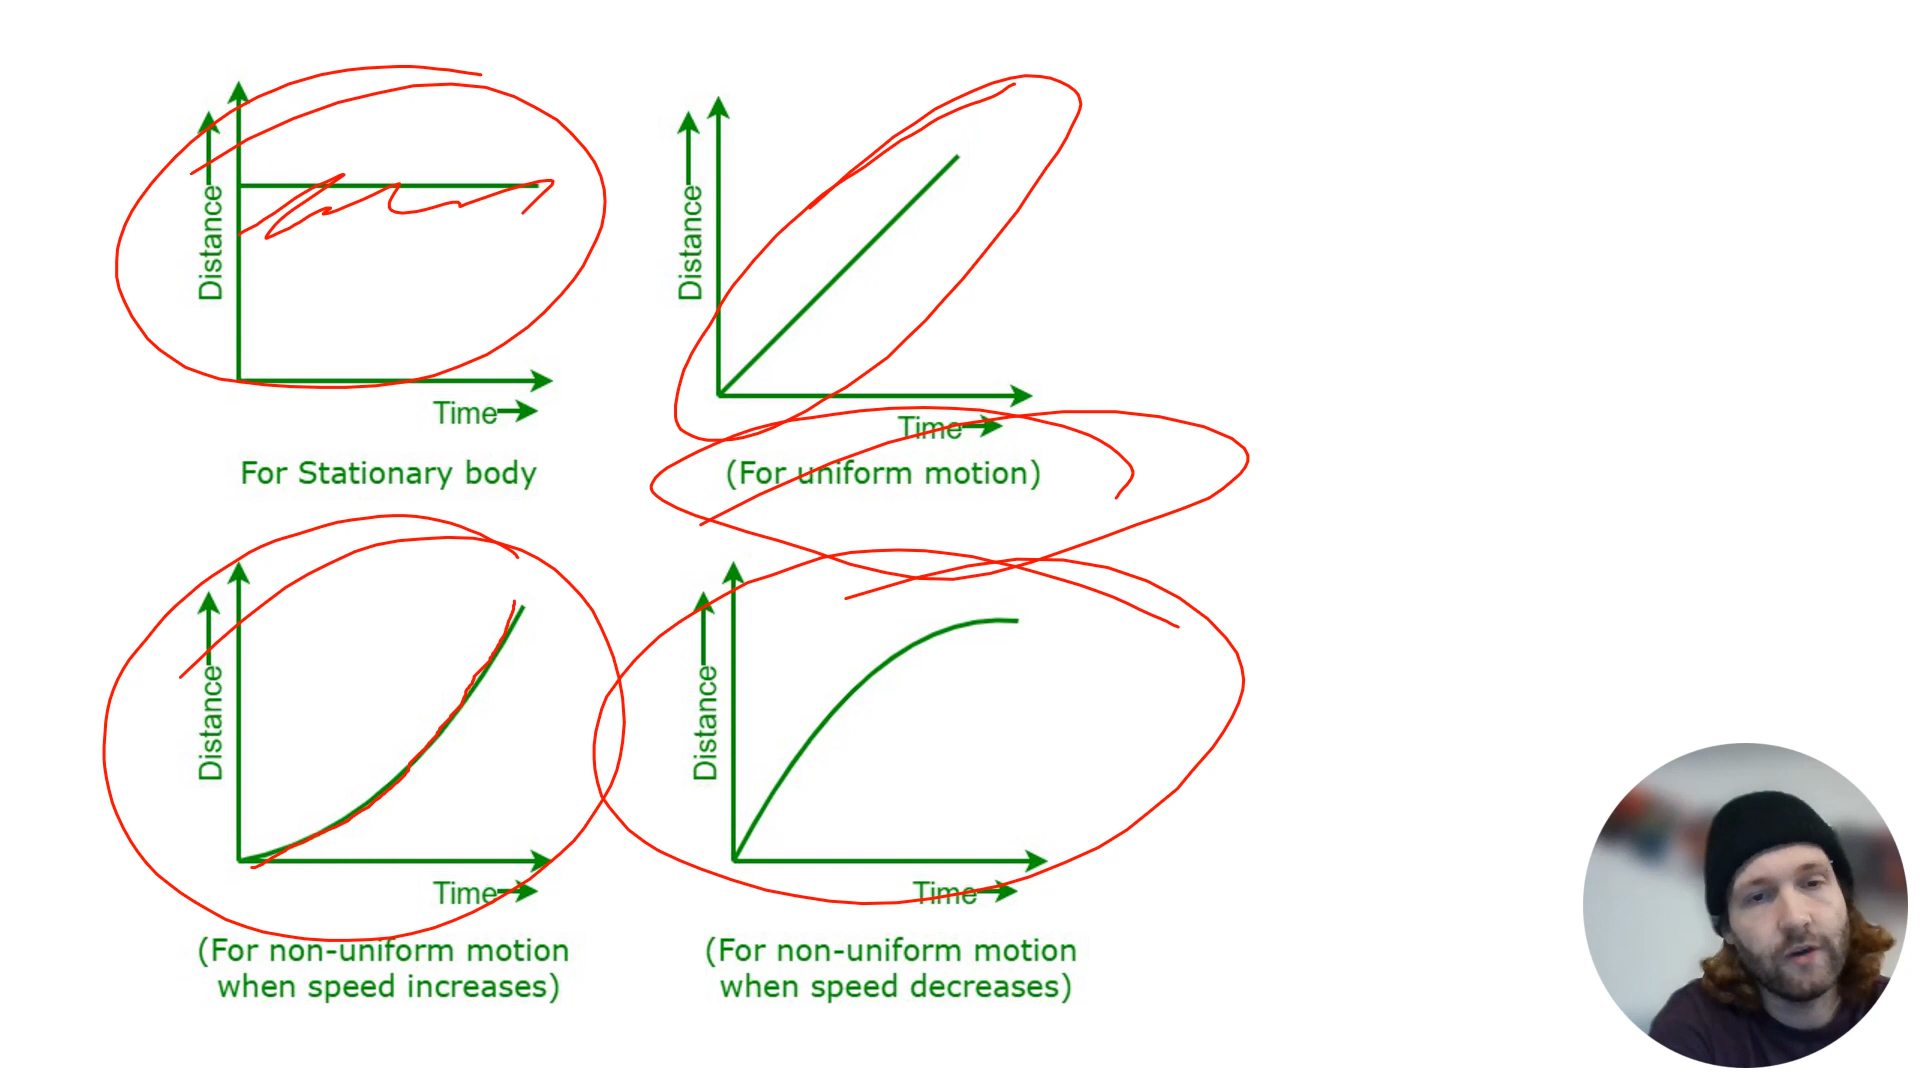 Distance
Time
For Stationary body
Distance
Time
(For uniform motion)
Distance
Time
(For non-uniform motion
when speed increases)
Distance
Time
(For non-uniform motion
when speed decreases)